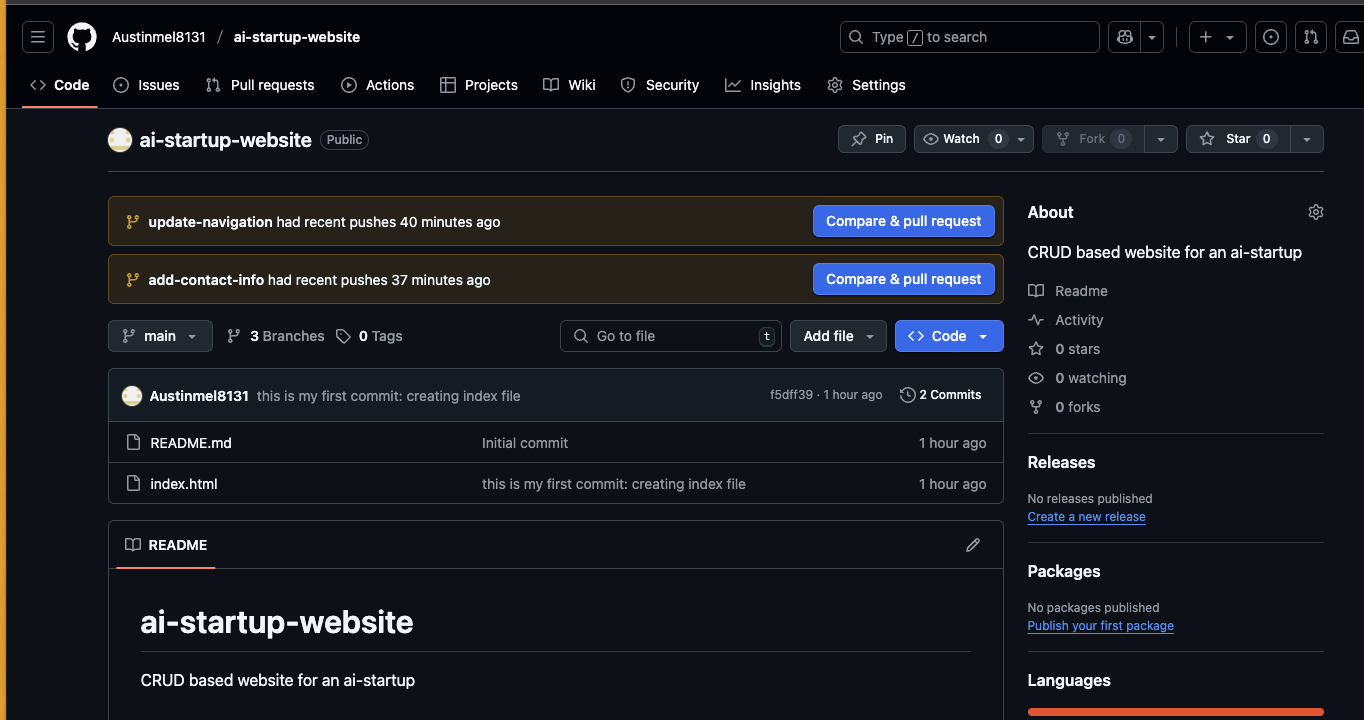 Austinmel8131 / ai-startup-website
Type / to search
Code Issues Pull requests Actions Projects Wiki Security Insights Settings
ai-startup-website Public
Pin Watch 0 Fork 0 Star 0
update-navigation had recent pushes 40 minutes ago
Compare & pull request
add-contact-info had recent pushes 37 minutes ago
Compare & pull request
main 3 Branches 0 Tags
Go to file t Add file Code
Austinmel8131 this is my first commit: creating index file f5dff39 · 1 hour ago 2 Commits
README.md Initial commit 1 hour ago
index.html this is my first commit: creating index file 1 hour ago
README
ai-startup-website
CRUD based website for an ai-startup
About
CRUD based website for an ai-startup
Readme
Activity
0 stars
0 watching
0 forks
Releases
No releases published
Create a new release
Packages
No packages published
Publish your first package
Languages